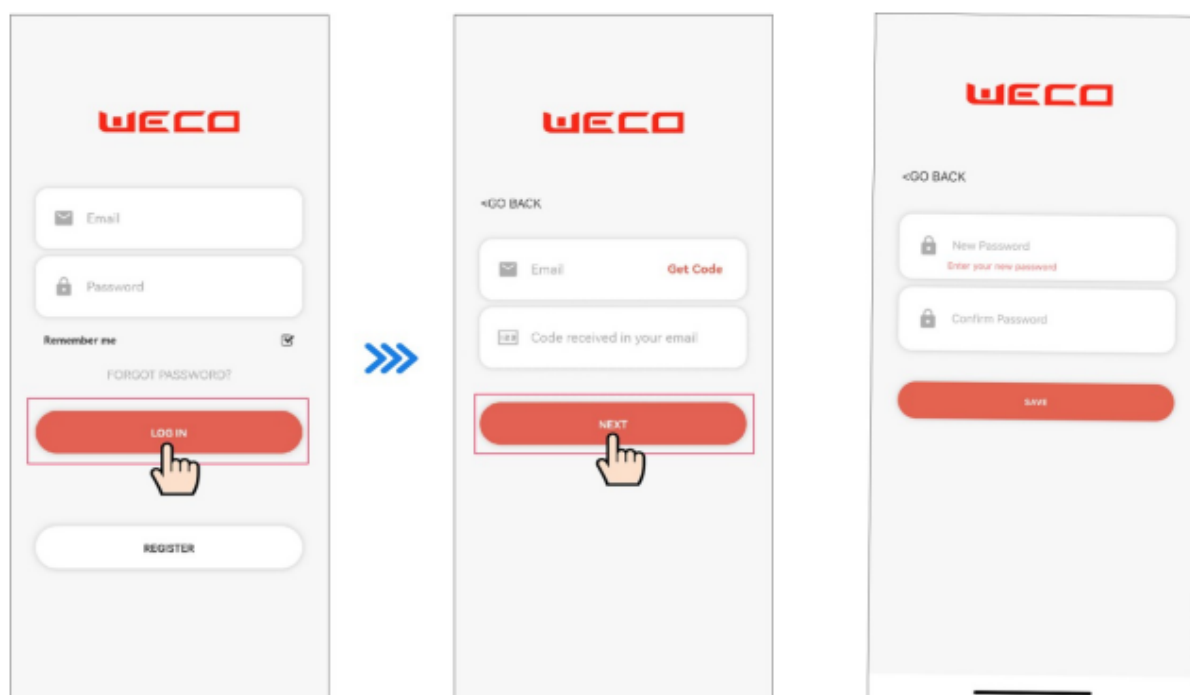 WECO
Email
Password
Remember me
FORGOT PASSWORD?
LOG IN
REGISTER
WECO
<GO BACK
Email Get Code
Code received in your email
NEXT
WECO
<GO BACK
New Password
Enter your new password
Confirm Password
SAVE